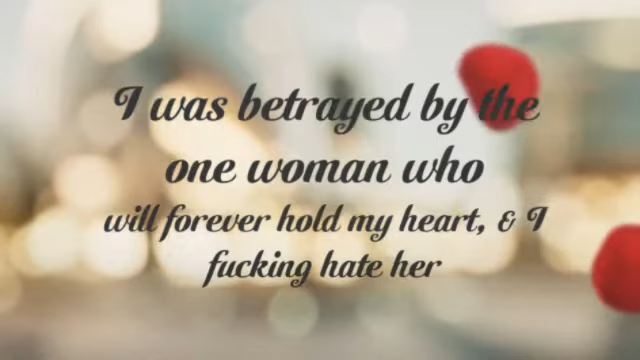 I was betrayed by the
one woman who
will forever hold my heart, & I
fucking hate her